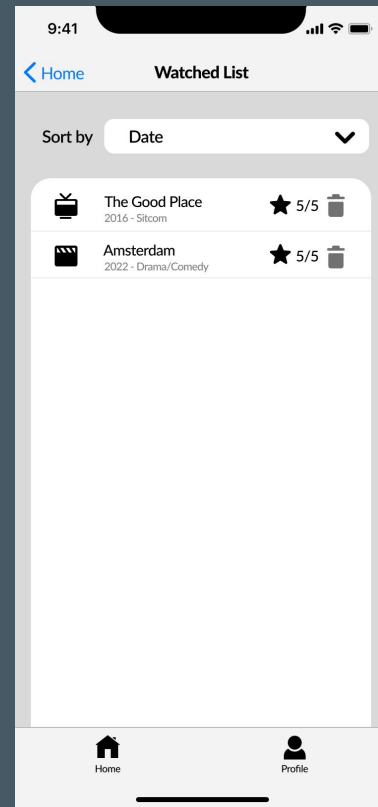 9:41
Home
Watched List
Sort by
Date
The Good Place
5/5
2016 - Sitcom
Amsterdam
5/5
2022 - Drama/Comedy
Home
Profile